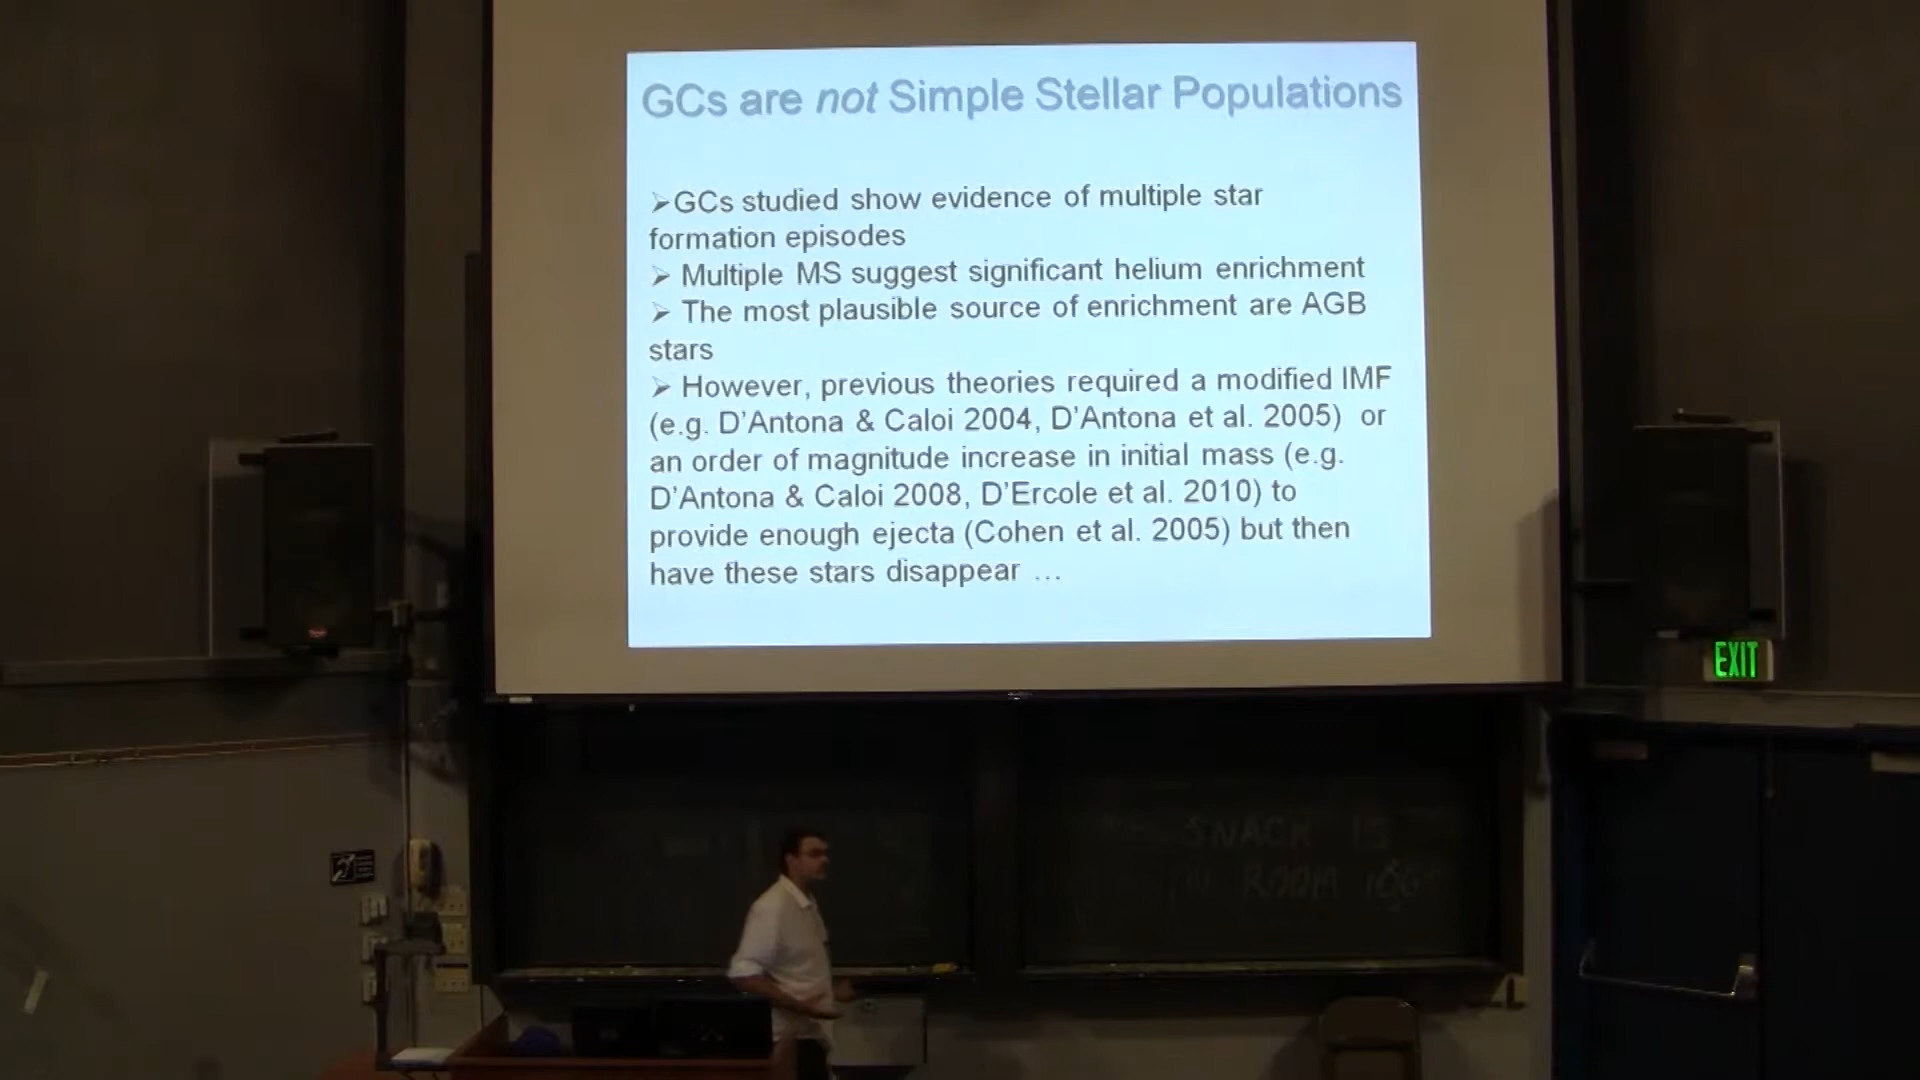 GCs are not Simple Stellar Populations
➢GCs studied show evidence of multiple star
formation episodes
➢ Multiple MS suggest significant helium enrichment
➢ The most plausible source of enrichment are AGB
stars
➢ However, previous theories required a modified IMF
(e.g. D’Antona & Caloi 2004, D’Antona et al. 2005) or
an order of magnitude increase in initial mass (e.g.
D’Antona & Caloi 2008, D’Ercole et al. 2010) to
provide enough ejecta (Cohen et al. 2005) but then
have these stars disappear …
EXIT
SNACK IS
ROOM